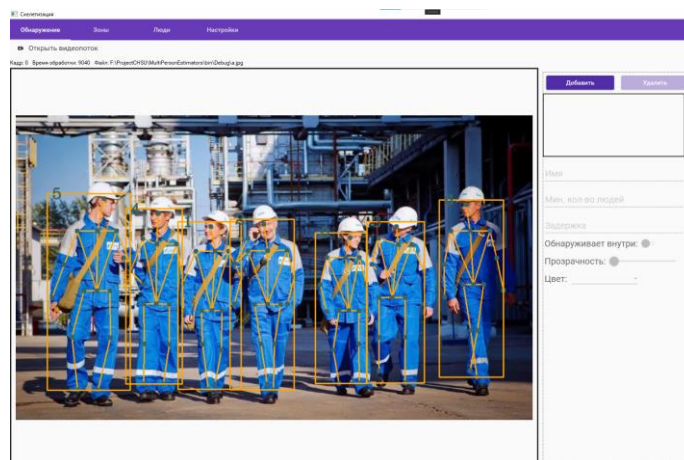 Скелетизация
Обнаружение Зоны Люди Настройки
Открыть видеопоток
Кадр: 0 Время обработки: 9040 Файл: F:\ProjectCHSU\MultiPersonEstimators\bin\Debug\a.jpg
Добавить Удалить
5
Имя
Мин. кол-во людей
Задержка
Обнаруживает внутри:
Прозрачность:
Цвет: